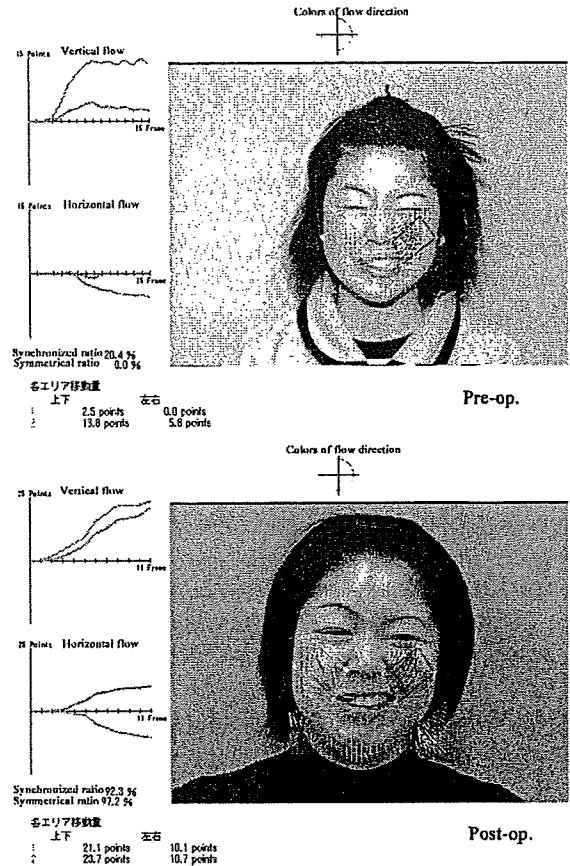 Colors of flow direction
15 Points Vertical flow
15 Frame
15 Points Horizontal flow
15 Frame
Synchronized ratio 20.4 %
Symmetrical ratio 0.0 %
各エリア移動量
上下 左右
1 2.5 points 0.0 points
2 13.8 points 5.8 points
Pre-op.
Colors of flow direction
25 Points Vertical flow
11 Frame
25 Points Horizontal flow
11 Frame
Synchronized ratio 92.3 %
Symmetrical ratio 97.2 %
各エリア移動量
上下 左右
1 21.1 points 10.1 points
2 23.7 points 10.7 points
Post-op.